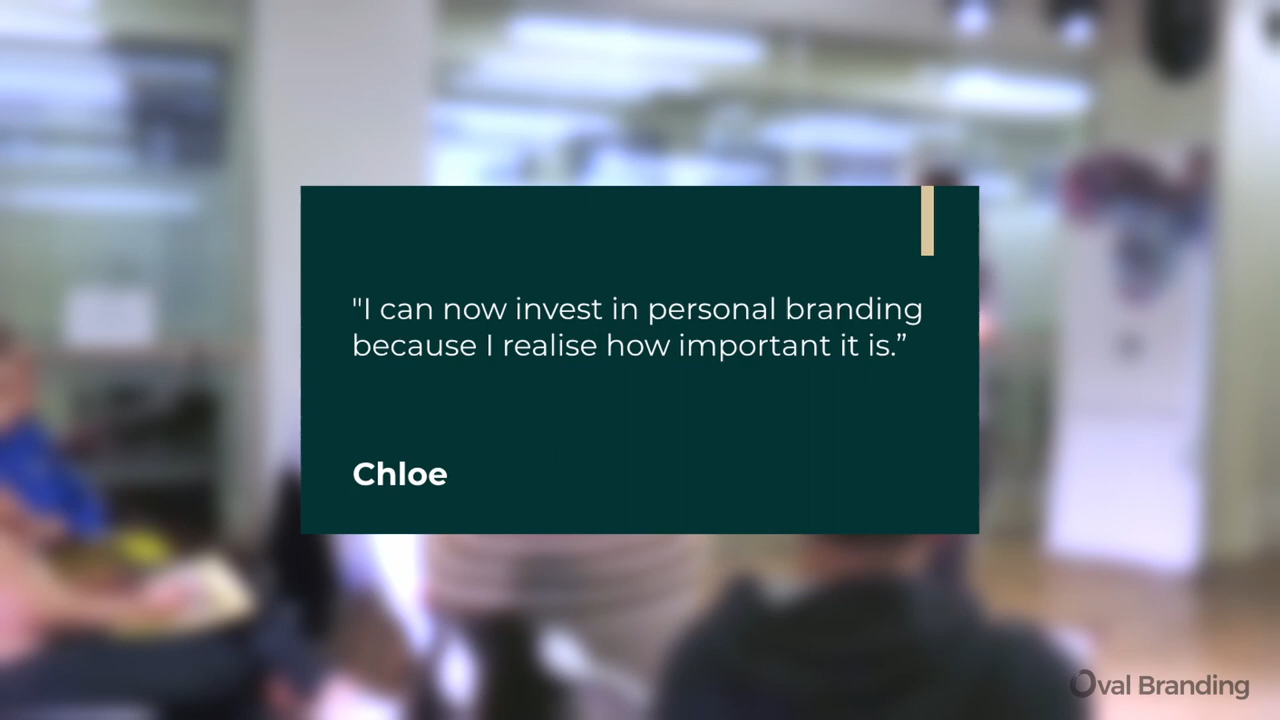 "I can now invest in personal branding
because I realise how important it is.”
Chloe
Oval Branding